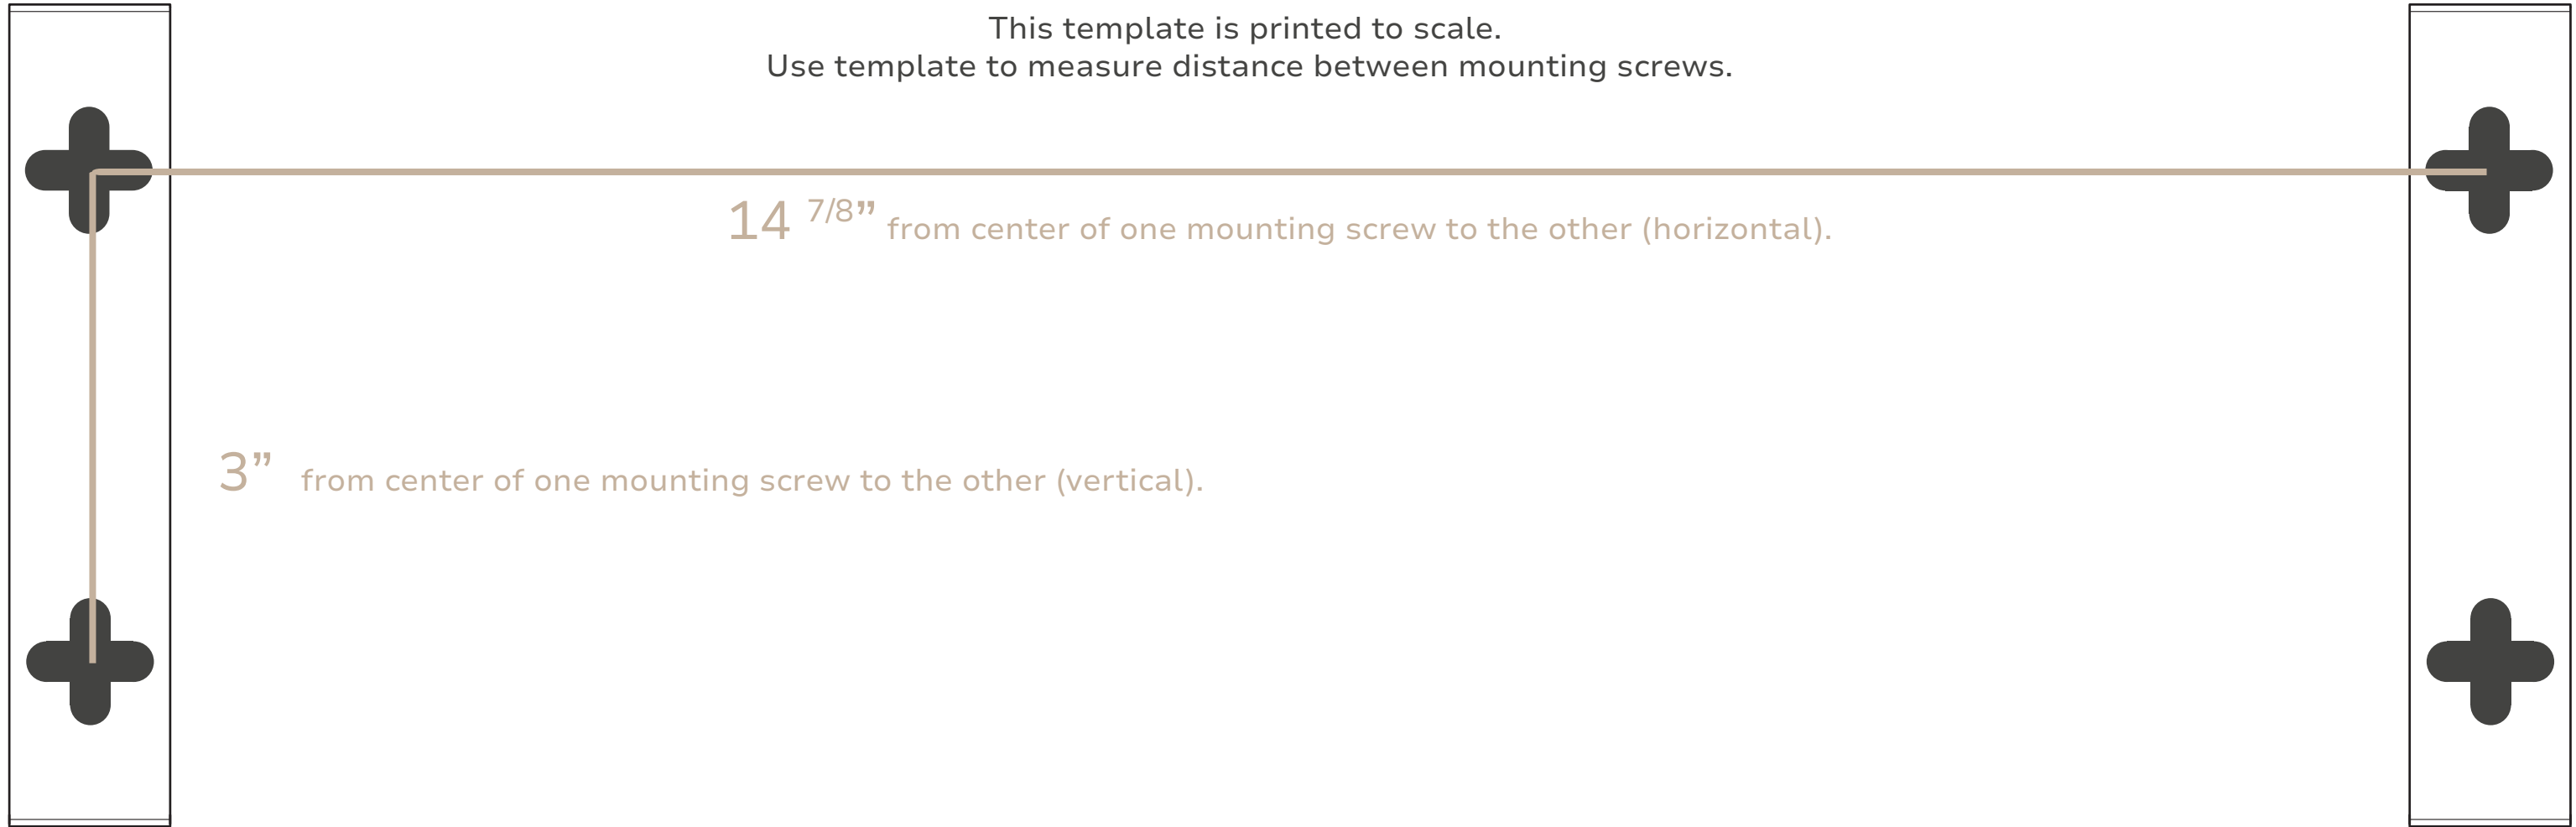 This template is printed to scale.
Use template to measure distance between mounting screws.
14 7/8” from center of one mounting screw to the other (horizontal).
3” from center of one mounting screw to the other (vertical).